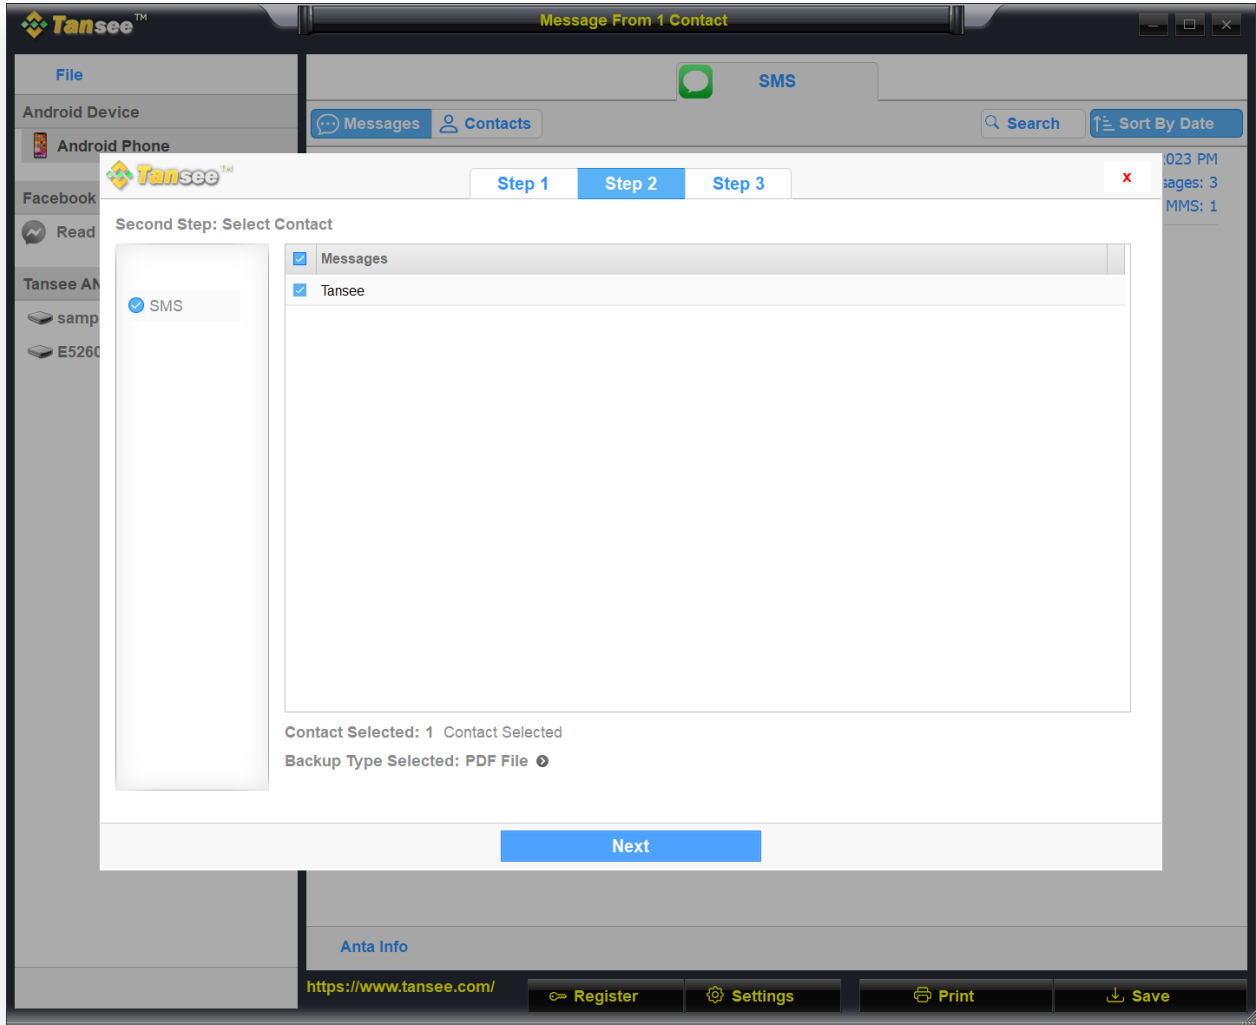 Tansee™
Message From 1 Contact
File
SMS
Android Device
Messages
Contacts
Search
Sort By Date
Android Phone
023 PM
Tansee™
Step 1
Step 2
Step 3
x
sages: 3
Facebook
MMS: 1
Second Step: Select Contact
Read
Messages
Tansee AN
Tansee
SMS
samp
E5260
Contact Selected: 1 Contact Selected
Backup Type Selected: PDF File
Next
Anta Info
https://www.tansee.com/
Register
Settings
Print
Save